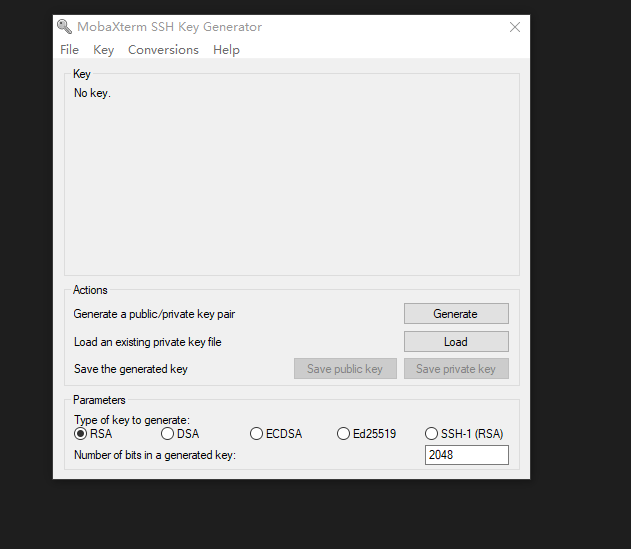 MobaXterm SSH Key Generator
File Key Conversions Help
Key
No key.
Actions
Generate a public/private key pair Generate
Load an existing private key file Load
Save the generated key Save public key Save private key
Parameters
Type of key to generate:
RSA DSA ECDSA Ed25519 SSH-1 (RSA)
Number of bits in a generated key: 2048